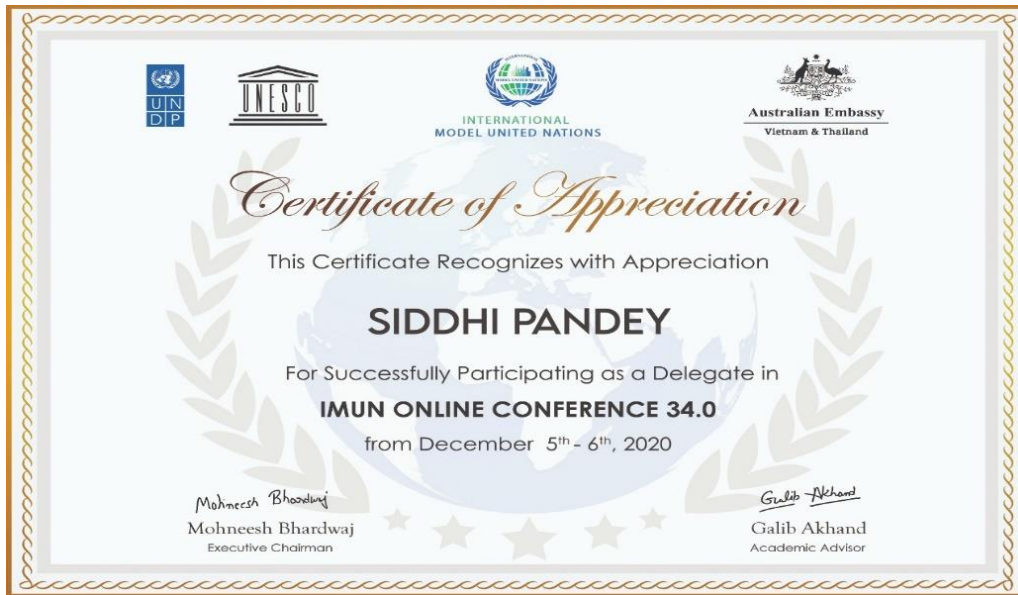 UN
DP
UNESCO
INTERNATIONAL
MODEL UNITED NATIONS
Australian Embassy
Vietnam & Thailand
Certificate of Appreciation
This Certificate Recognizes with Appreciation
SIDDHI PANDEY
For Successfully Participating as a Delegate in
IMUN ONLINE CONFERENCE 34.0
from December 5th - 6th, 2020
Mohneesh Bhardwaj
Mohneesh Bhardwaj
Executive Chairman
Galib Akhand
Galib Akhand
Academic Advisor